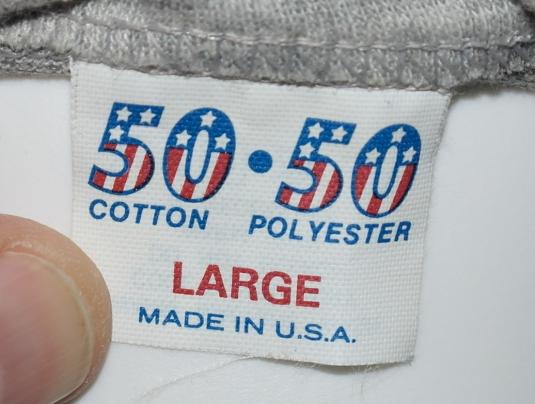 50•50
COTTON POLYESTER
LARGE
MADE IN U.S.A.